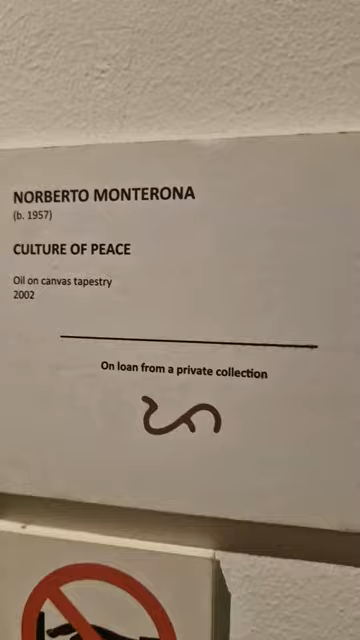 NORBERTO MONTERONA
(b. 1957)
CULTURE OF PEACE
Oil on canvas tapestry
2002
On loan from a private collection